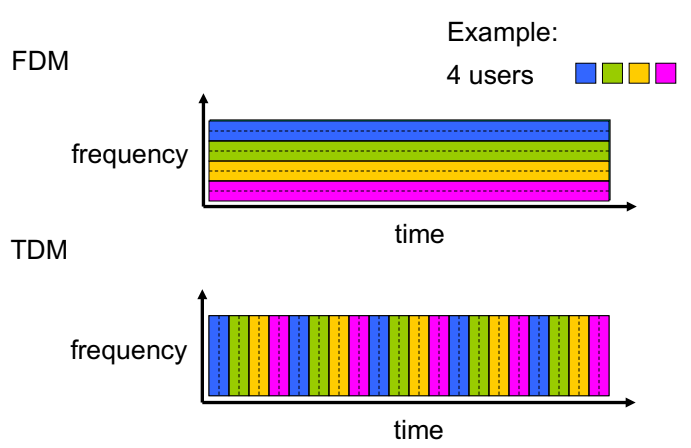 Example:
FDM
4 users
frequency
time
TDM
frequency
time